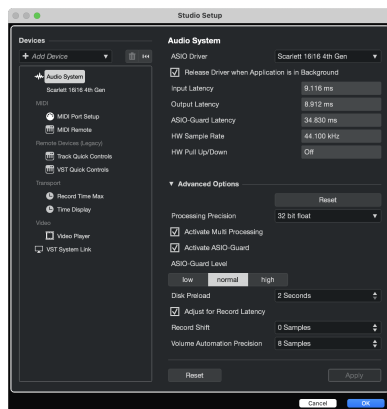 Studio Setup
Devices
+ Add Device
Audio System
Scarlett 16i16 4th Gen
MIDI
MIDI Port Setup
MIDI Remote
Remote Devices (Legacy)
Track Quick Controls
VST Quick Controls
Transport
Record Time Max
Time Display
Video
Video Player
VST System Link
Audio System
ASIO Driver Scarlett 16i16 4th Gen
Release Driver when Application is in Background
Input Latency 9.116 ms
Output Latency 8.912 ms
ASIO-Guard Latency 34.830 ms
HW Sample Rate 44.100 kHz
HW Pull Up/Down Off
Advanced Options
Reset
Processing Precision 32 bit float
Activate Multi Processing
Activate ASIO-Guard
ASIO-Guard Level
low normal high
Disk Preload 2 Seconds
Adjust for Record Latency
Record Shift 0 Samples
Volume Automation Precision 8 Samples
Reset Apply
Cancel OK